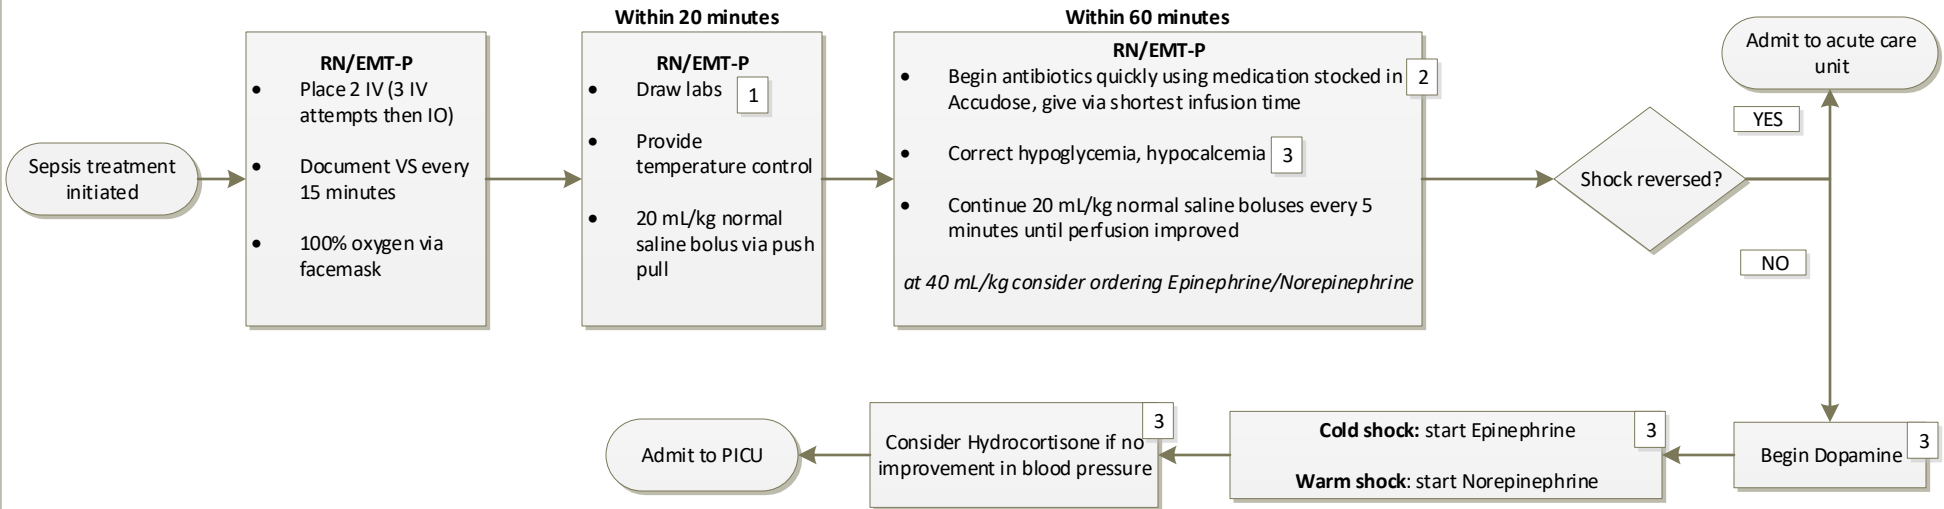 Sepsis treatment
initiated
RN/EMT-P
• Place 2 IV (3 IV
attempts then IO)
• Document VS every
15 minutes
• 100% oxygen via
facemask
Within 20 minutes
RN/EMT-P
• Draw labs 1
• Provide
temperature control
• 20 mL/kg normal
saline bolus via push
pull
Within 60 minutes
RN/EMT-P
• Begin antibiotics quickly using medication stocked in 2
Accudose, give via shortest infusion time
• Correct hypoglycemia, hypocalcemia 3
• Continue 20 mL/kg normal saline boluses every 5
minutes until perfusion improved
at 40 mL/kg consider ordering Epinephrine/Norepinephrine
Shock reversed?
YES
Admit to acute care
unit
NO
Begin Dopamine 3
Cold shock: start Epinephrine 3
Warm shock: start Norepinephrine
3
Consider Hydrocortisone if no
improvement in blood pressure
Admit to PICU